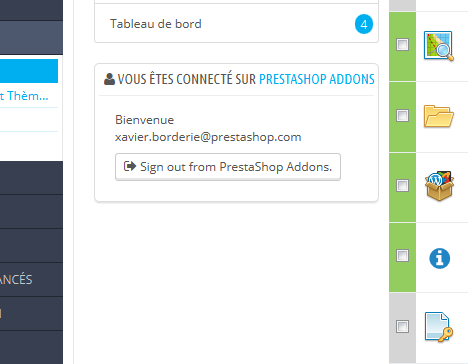 Tableau de bord 4
t Thèm...
VOUS ÊTES CONNECTÉ SUR PRESTASHOP ADDONS
Bienvenue
xavier.borderie@prestashop.com
Sign out from PrestaShop Addons.
ANCÉS